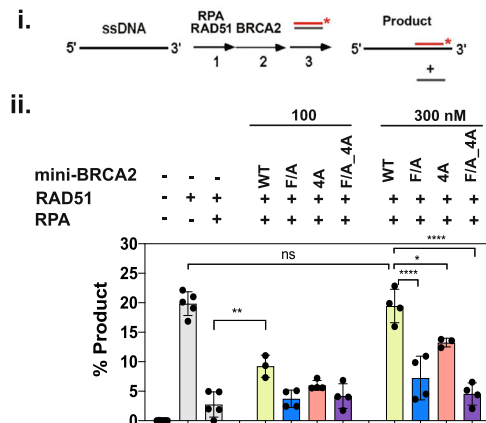 i.
ssDNA
5' 3'
RPA
RAD51 BRCA2
1 2 3
*
Product
5' 3'
*
+
ii.
100 300 nM
mini-BRCA2 - - - WT F/A 4A F/A_4A WT F/A 4A F/A_4A
RAD51 - + + + + + + + + + +
RPA - - + + + + + + + + +
% Product
30
25
20
15
10
5
0
ns
**
****
*
****